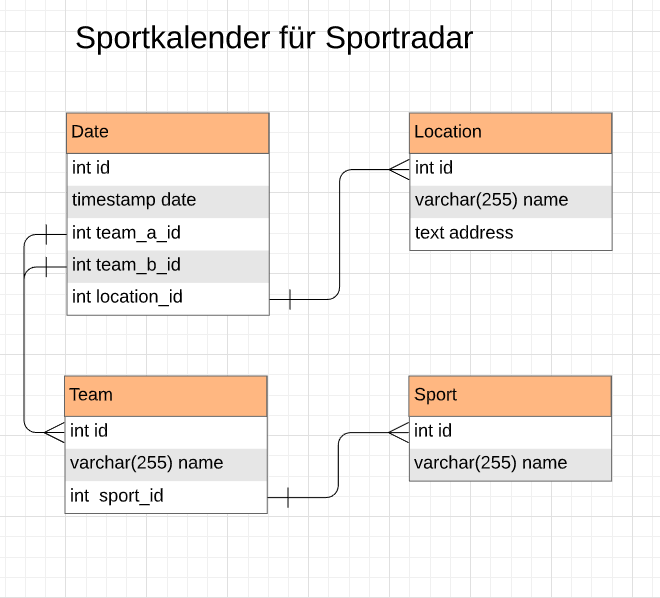 Sportkalender für Sportradar
Date
int id
timestamp date
int team_a_id
int team_b_id
int location_id
Location
int id
varchar(255) name
text address
Team
int id
varchar(255) name
int  sport_id
Sport
int id
varchar(255) name